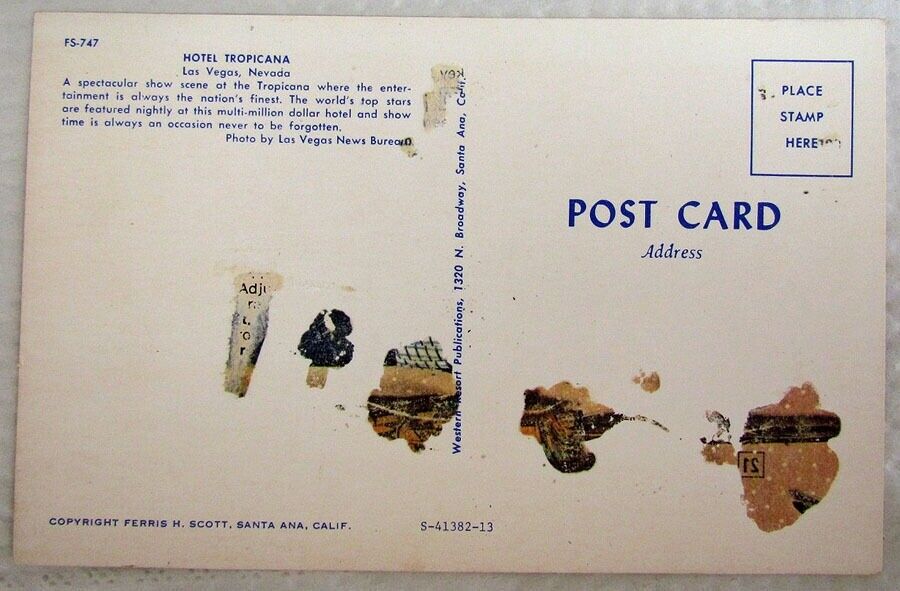 FS-747
HOTEL TROPICANA
Las Vegas, Nevada
A spectacular show scene at the Tropicana where the enter-
tainment is always the nation's finest. The world's top stars
are featured nightly at this multi-million dollar hotel and show
time is always an occasion never to be forgotten.
Photo by Las Vegas News Bureau
Western Resort Publications, 1320 N. Broadway, Santa Ana, Calif.
PLACE
STAMP
HERE
POST CARD
Address
Adju
r
21
COPYRIGHT FERRIS H. SCOTT, SANTA ANA, CALIF.
S-41382-13